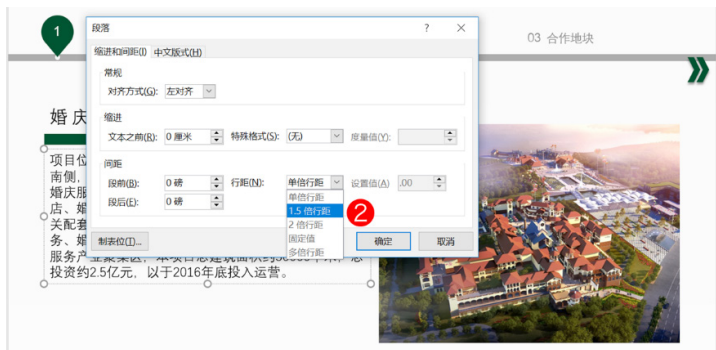 1
段落
?
×
03 合作地块
缩进和间距(I)
中文版式(H)
常规
对齐方式(G):
左对齐
婚庆
缩进
文本之前(R):
0 厘米
特殊格式(S):
(无)
度量值(Y):
项目位
南侧,
婚庆服
店、婚
关配套
务、婚
间距
段前(B):
0 磅
行距(N):
单倍行距
设置值(A)
.00
段后(E):
0 磅
单倍行距
1.5 倍行距
2
2 倍行距
固定值
多倍行距
制表位(T)...
确定
取消
投资约2.5亿元, 以于2016年底投入运营。